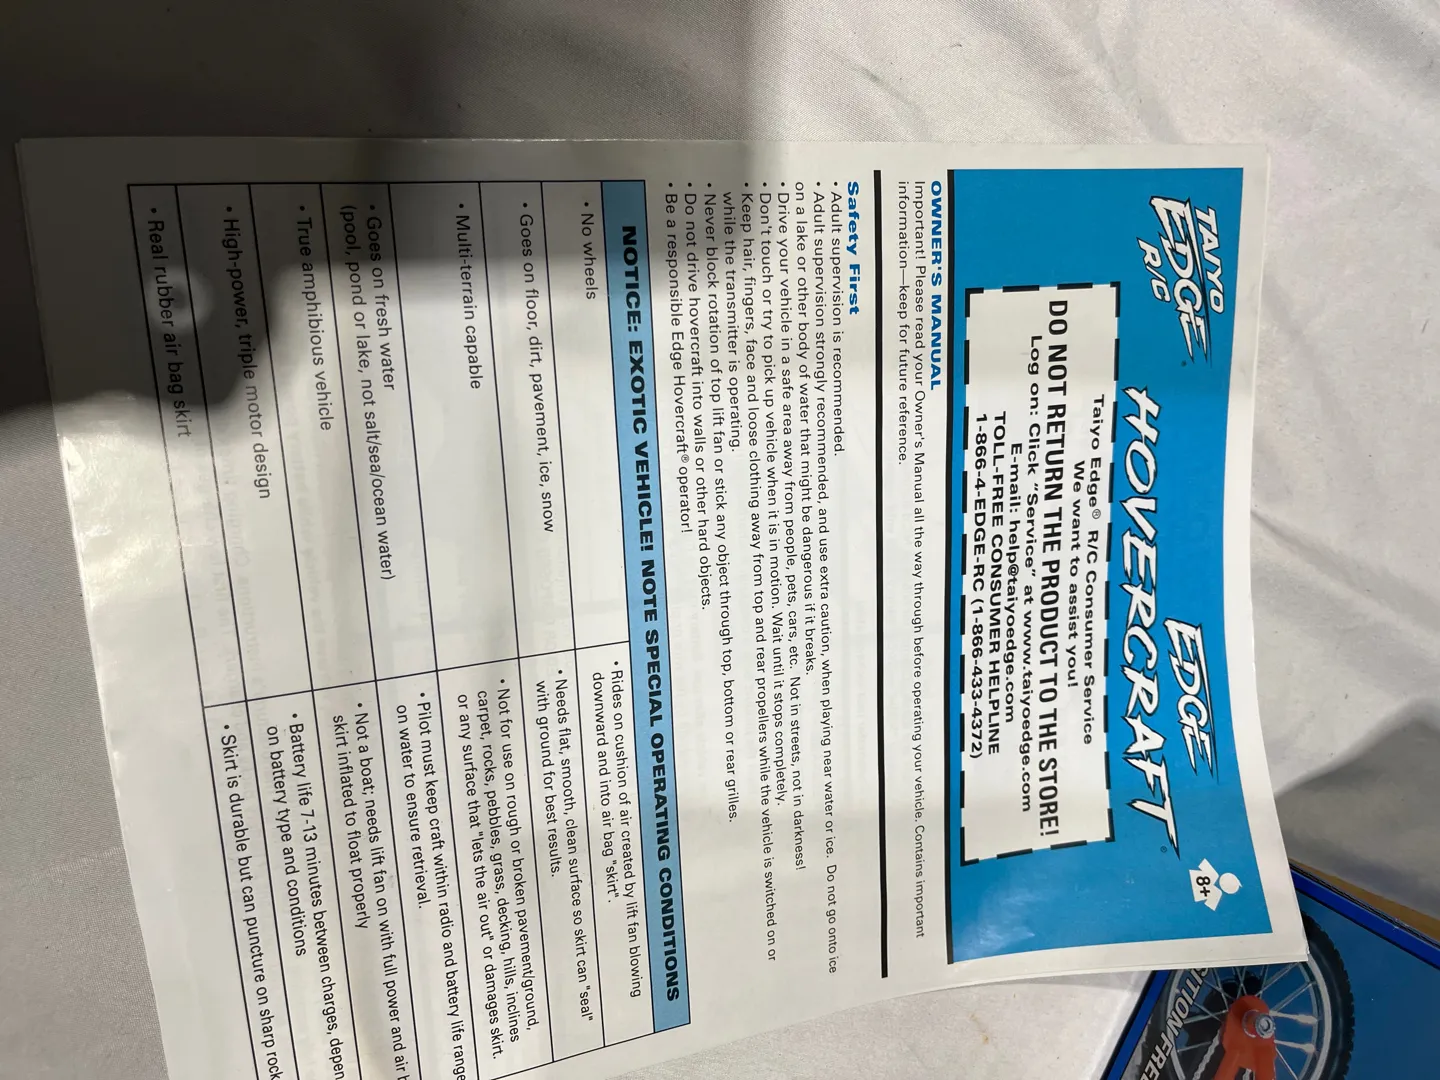 TAIYO
EDGE
R/C
EDGE
HOVERCRAFT®
8+
Taiyo Edge® R/C Consumer Service
We want to assist you!
DO NOT RETURN THE PRODUCT TO THE STORE!
Log on: Click "Service" at www.taiyoedge.com
E-mail: help@taiyoedge.com
TOLL-FREE CONSUMER HELPLINE
1-866-4-EDGE-RC (1-866-433-4372)
OWNER'S MANUAL
Important! Please read your Owner's Manual all the way through before operating your vehicle. Contains important
information—keep for future reference.
Safety First
• Adult supervision is recommended.
• Adult supervision strongly recommended, and use extra caution, when playing near water or ice. Do not go onto ice
on a lake or other body of water that might be dangerous if it breaks.
• Drive your vehicle in a safe area away from people, pets, cars, etc. Not in streets, not in darkness!
• Don't touch or try to pick up vehicle when it is in motion. Wait until it stops completely.
• Keep hair, fingers, face and loose clothing away from top and rear propellers while the vehicle is switched on or
while the transmitter is operating.
• Never block rotation of top lift fan or stick any object through top, bottom or rear grilles.
• Do not drive hovercraft into walls or other hard objects.
• Be a responsible Edge Hovercraft® operator!
NOTICE: EXOTIC VEHICLE! NOTE SPECIAL OPERATING CONDITIONS
• No wheels
• Rides on cushion of air created by lift fan blowing
downward and into air bag "skirt".
• Goes on floor, dirt, pavement, ice, snow
• Needs flat, smooth, clean surface so skirt can "seal"
with ground for best results.
• Multi-terrain capable
• Not for use on rough or broken pavement/ground,
carpet, rocks, pebbles, grass, decking, hills, inclines
or any surface that "lets the air out" or damages skirt.
• Goes on fresh water
(pool, pond or lake, not salt/sea/ocean water)
• Pilot must keep craft within radio and battery life range
on water to ensure retrieval.
• True amphibious vehicle
• Not a boat; needs lift fan on with full power and air
skirt inflated to float properly
• High-power, triple motor design
• Battery life 7-13 minutes between charges,
on battery type and conditions
• Real rubber air bag skirt
• Skirt is durable but can puncture on sharp